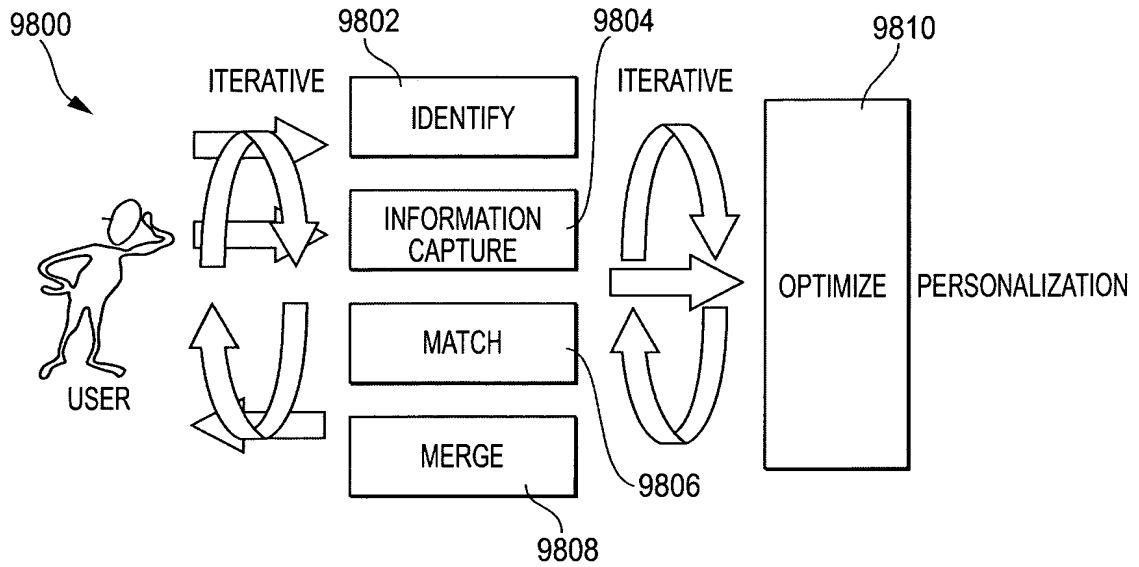 9800
9802
9804
9810
ITERATIVE
ITERATIVE
IDENTIFY
INFORMATION
CAPTURE
OPTIMIZE
PERSONALIZATION
MATCH
USER
MERGE
9806
9808